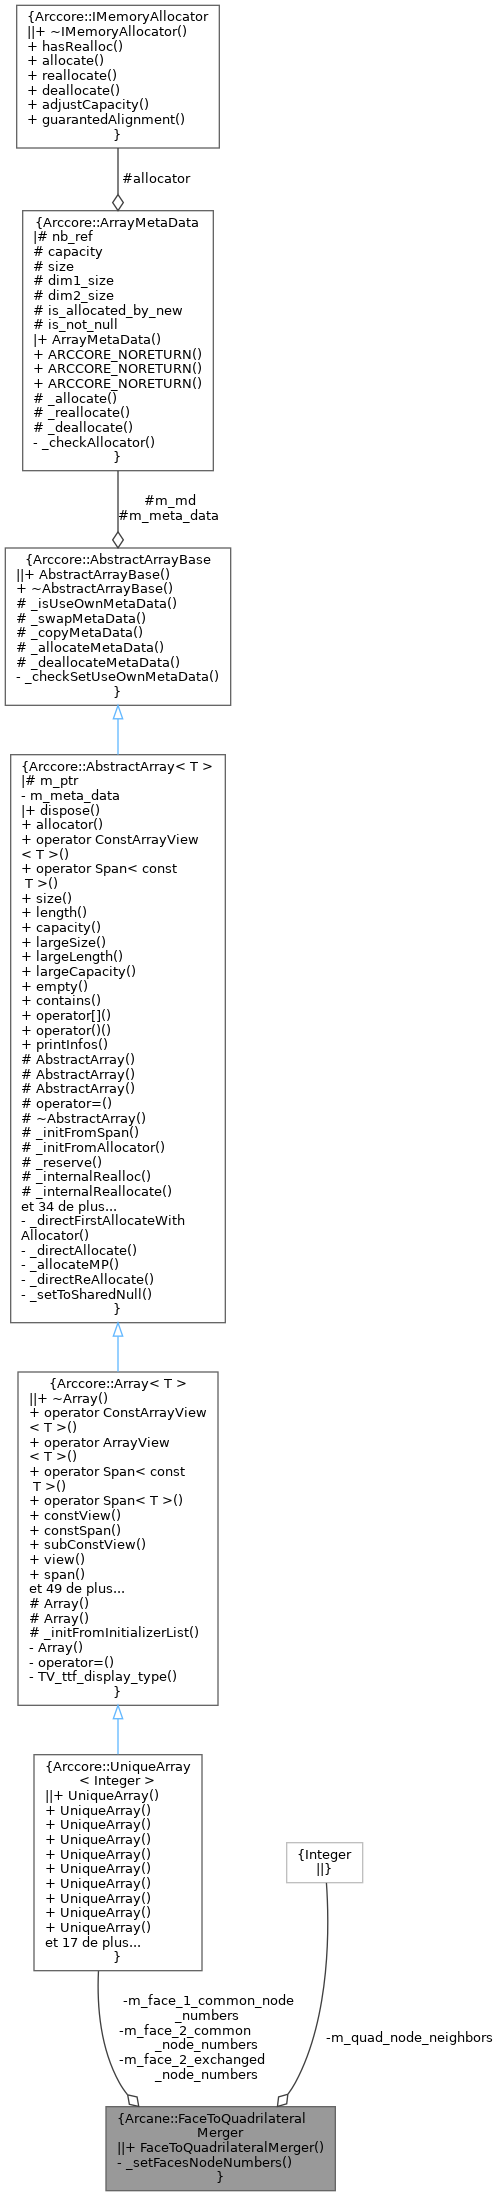 {Arccore::IMemoryAllocator
||+ ~IMemoryAllocator()
+ hasRealloc()
+ allocate()
+ reallocate()
+ deallocate()
+ adjustCapacity()
+ guarantedAlignment()
}
#allocator
{Arccore::ArrayMetaData
|# nb_ref
# capacity
# size
# dim1_size
# dim2_size
# is_allocated_by_new
# is_not_null
|+ ArrayMetaData()
+ ARCCORE_NORETURN()
+ ARCCORE_NORETURN()
+ ARCCORE_NORETURN()
# _allocate()
# _reallocate()
# _deallocate()
- _checkAllocator()
}
#m_md
#m_meta_data
{Arccore::AbstractArrayBase
||+ AbstractArrayBase()
+ ~AbstractArrayBase()
# _isUseOwnMetaData()
# _swapMetaData()
# _copyMetaData()
# _allocateMetaData()
# _deallocateMetaData()
- _checkSetUseOwnMetaData()
}
{Arccore::AbstractArray< T >
|# m_ptr
- m_meta_data
|+ dispose()
+ allocator()
+ operator ConstArrayView
< T >()
+ operator Span< const
T >()
+ size()
+ length()
+ capacity()
+ largeSize()
+ largeLength()
+ largeCapacity()
+ empty()
+ contains()
+ operator[]()
+ operator()()
+ printInfos()
# AbstractArray()
# AbstractArray()
# AbstractArray()
# operator=()
# ~AbstractArray()
# _initFromSpan()
# _initFromAllocator()
# _reserve()
# _internalRealloc()
# _internalReallocate()
et 34 de plus...
- _directFirstAllocateWith
Allocator()
- _directAllocate()
- _allocateMP()
- _directReAllocate()
- _setToSharedNull()
}
{Arccore::Array< T >
||+ ~Array()
+ operator ConstArrayView
< T >()
+ operator ArrayView
< T >()
+ operator Span< const
T >()
+ operator Span< T >()
+ constView()
+ constSpan()
+ subConstView()
+ view()
+ span()
et 49 de plus...
# Array()
# Array()
# _initFromInitializerList()
- Array()
- operator=()
- TV_ttf_display_type()
}
{Arccore::UniqueArray
< Integer >
||+ UniqueArray()
+ UniqueArray()
+ UniqueArray()
+ UniqueArray()
+ UniqueArray()
+ UniqueArray()
+ UniqueArray()
+ UniqueArray()
+ UniqueArray()
+ UniqueArray()
et 17 de plus...
}
{Integer
||}
-m_face_1_common_node
_numbers
-m_face_2_common
_node_numbers
-m_face_2_exchanged
_node_numbers
-m_quad_node_neighbors
{Arcane::FaceToQuadrilateral
Merger
||+ FaceToQuadrilateralMerger()
- _setFacesNodeNumbers()
}